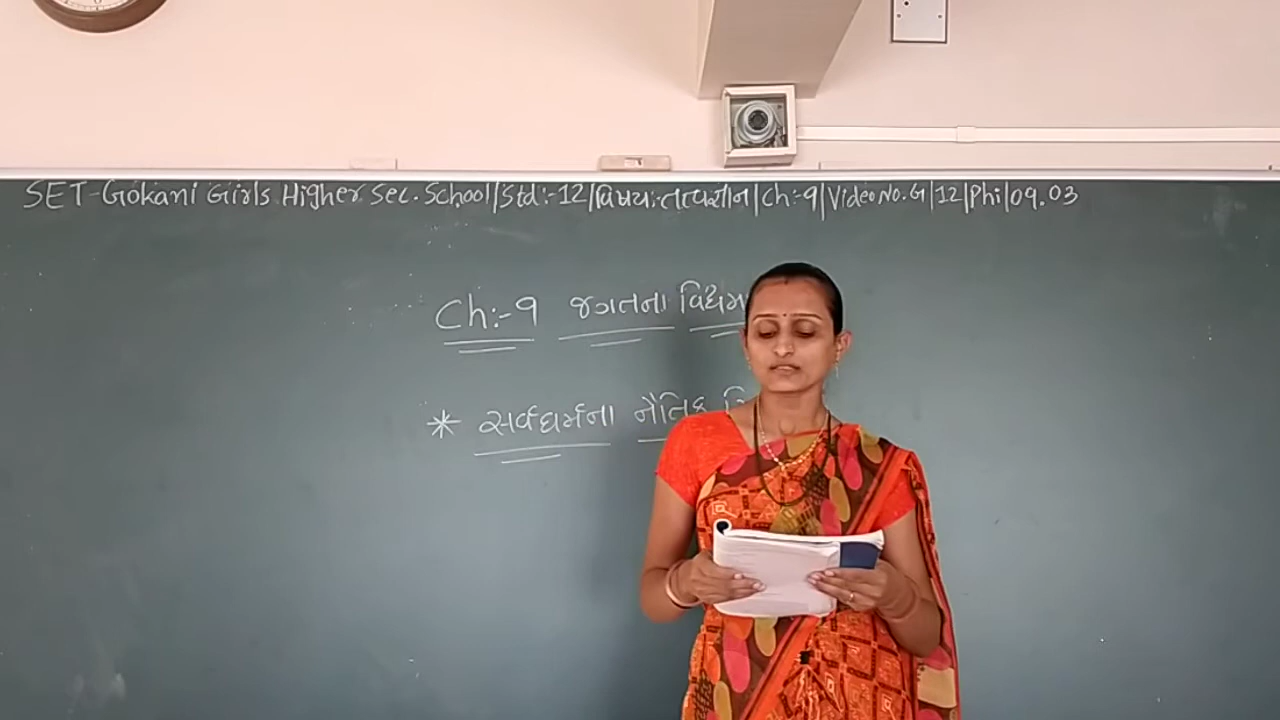 SET-Gokani Girls Higher Sec. School/Std:-12/વિષય:-તત્વજ્ઞાન/Ch:-9/Video No. G/12/Phi/09.03
Ch:-9 જગતના
* સર્વધર્મના નૈતિક